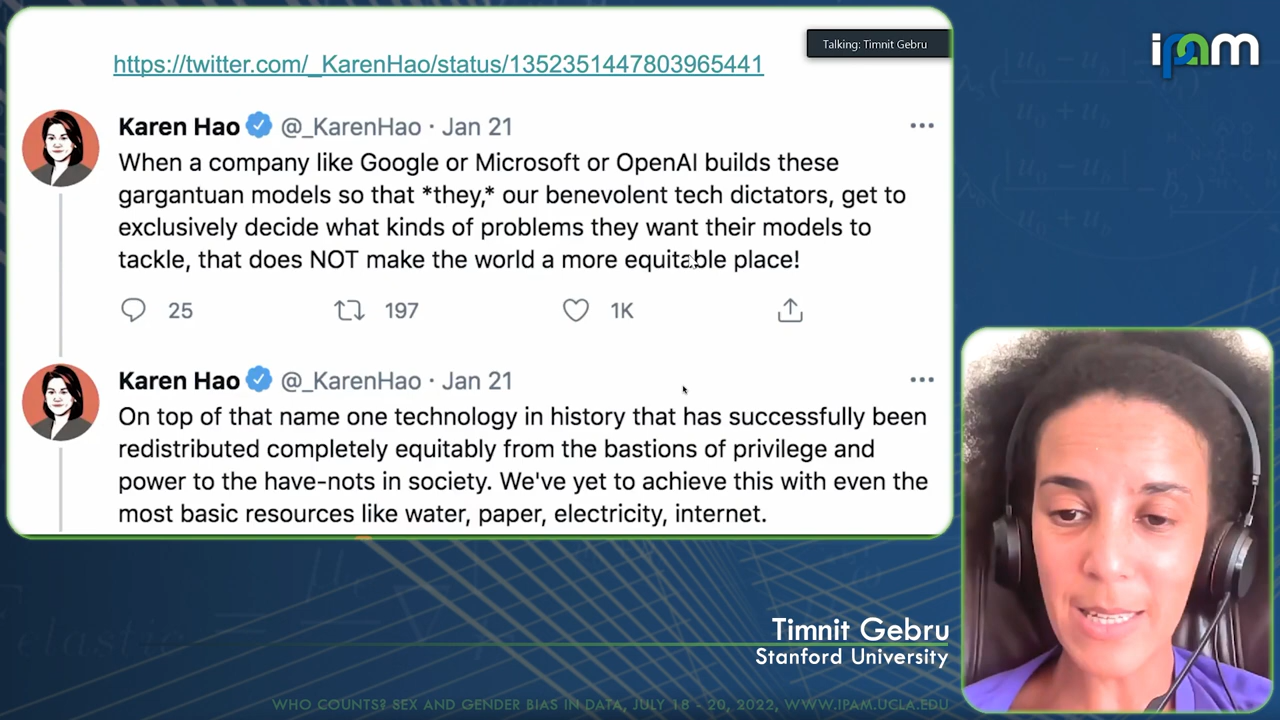 Talking: Timnit Gebru
ipam
https://twitter.com/_KarenHao/status/1352351447803965441
Karen Hao @_KarenHao · Jan 21
When a company like Google or Microsoft or OpenAI builds these
gargantuan models so that *they,* our benevolent tech dictators, get to
exclusively decide what kinds of problems they want their models to
tackle, that does NOT make the world a more equitable place!
25 197 1K
Karen Hao @_KarenHao · Jan 21
On top of that name one technology in history that has successfully been
redistributed completely equitably from the bastions of privilege and
power to the have-nots in society. We've yet to achieve this with even the
most basic resources like water, paper, electricity, internet.
Timnit Gebru
Stanford University
WHO COUNTS? SEX AND GENDER BIAS IN DATA, JULY 18 - 20, 2022, WWW.IPAM.UCLA.EDU
elastic